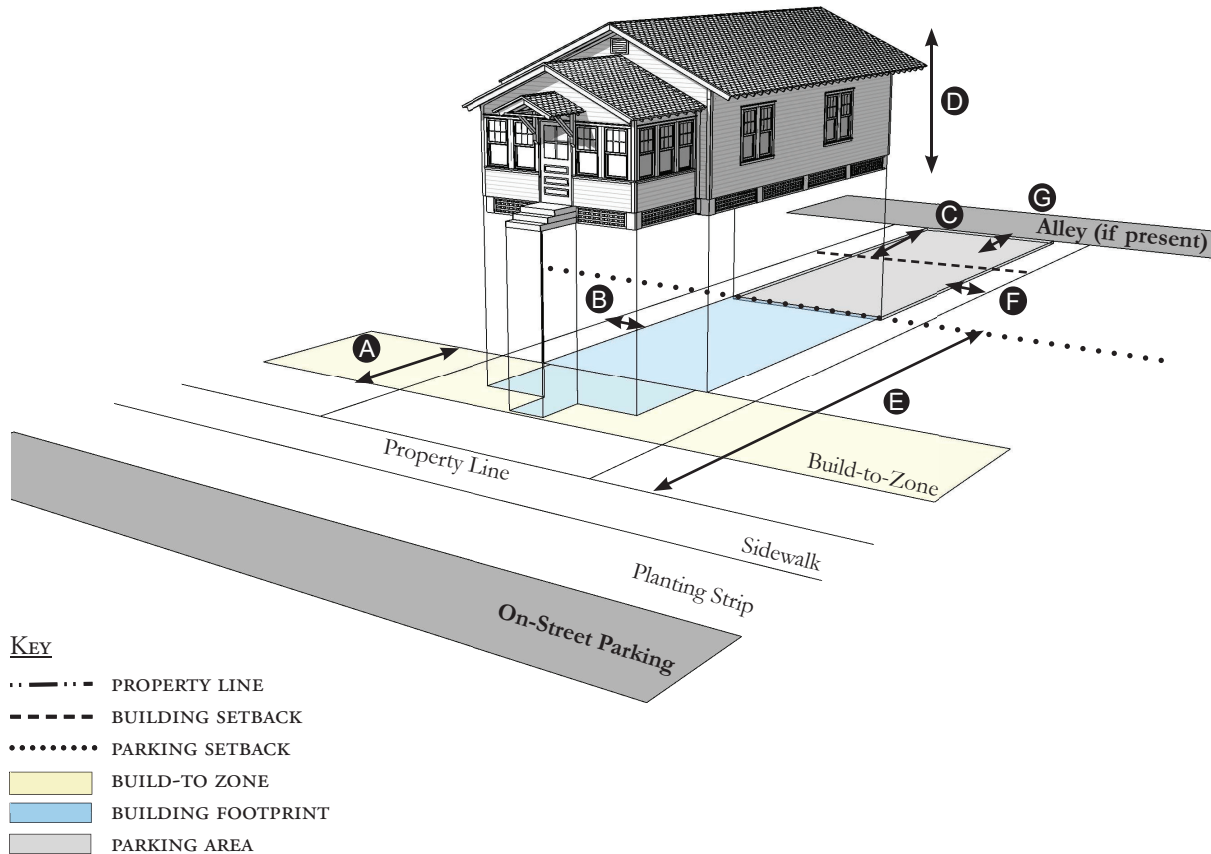 D
G
C
Alley (if present)
B
F
A
E
Property Line
Build-to-Zone
Sidewalk
Planting Strip
On-Street Parking
Key
property line
building setback
parking setback
build-to zone
building footprint
parking area